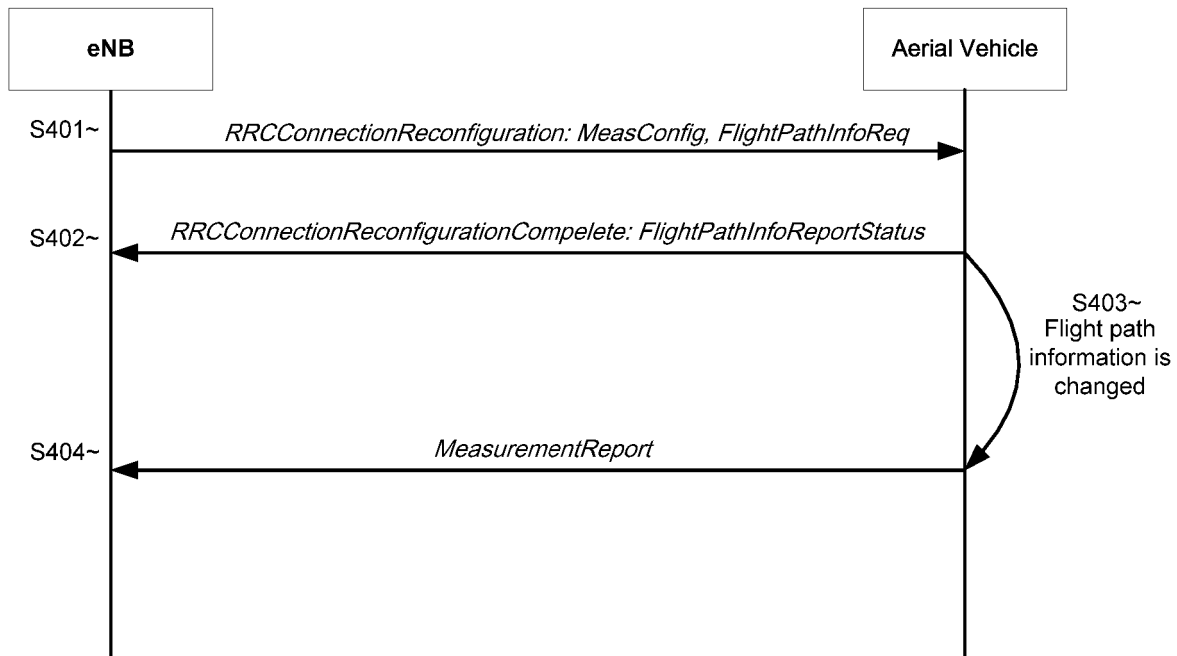 eNB
Aerial Vehicle
S401~
RRCConnectionReconfiguration: MeasConfig, FlightPathInfoReq
S402~
RRCConnectionReconfigurationCompelete: FlightPathInfoReportStatus
S403~
Flight path
information is
changed
S404~
MeasurementReport